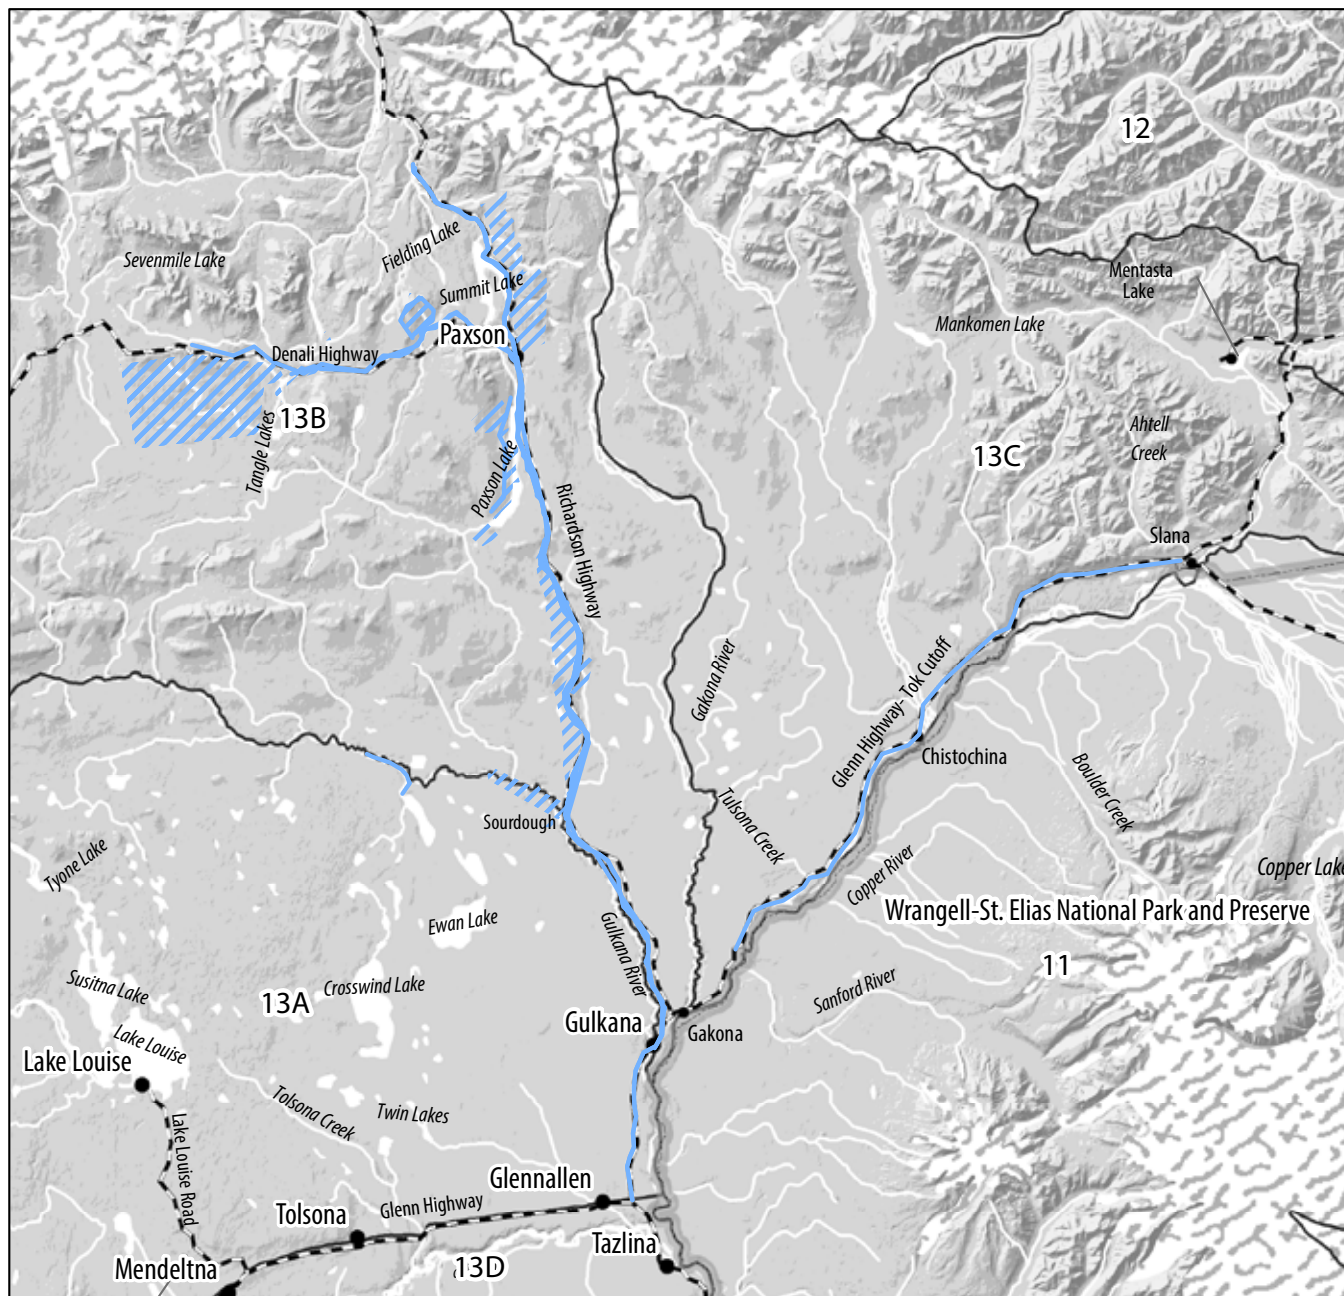 12
Fielding Lake
Sevenmile Lake
Mentasta
Lake
Summit Lake
Mankomen Lake
Paxson
Denali Highway
13B
Ahtell
Creek
Tangle Lakes
13C
Paxson Lake
Richardson Highway
Slana
Gakona River
Glenn Highway-Tok Cutoff
Chistochina
Boulder Creek
Tulsona Creek
Sourdough
Tyone Lake
Copper River
Copper Lake
Ewan Lake
Wrangell-St. Elias National Park and Preserve
Gulkana River
11
Susitna Lake
Crosswind Lake
13A
Sanford River
Gulkana
Gakona
Lake Louise
Lake Louise
Tolsona Creek
Twin Lakes
Lake Louise Road
Glennallen
Glenn Highway
Tolsona
Tazlina
Mendeltna
13D